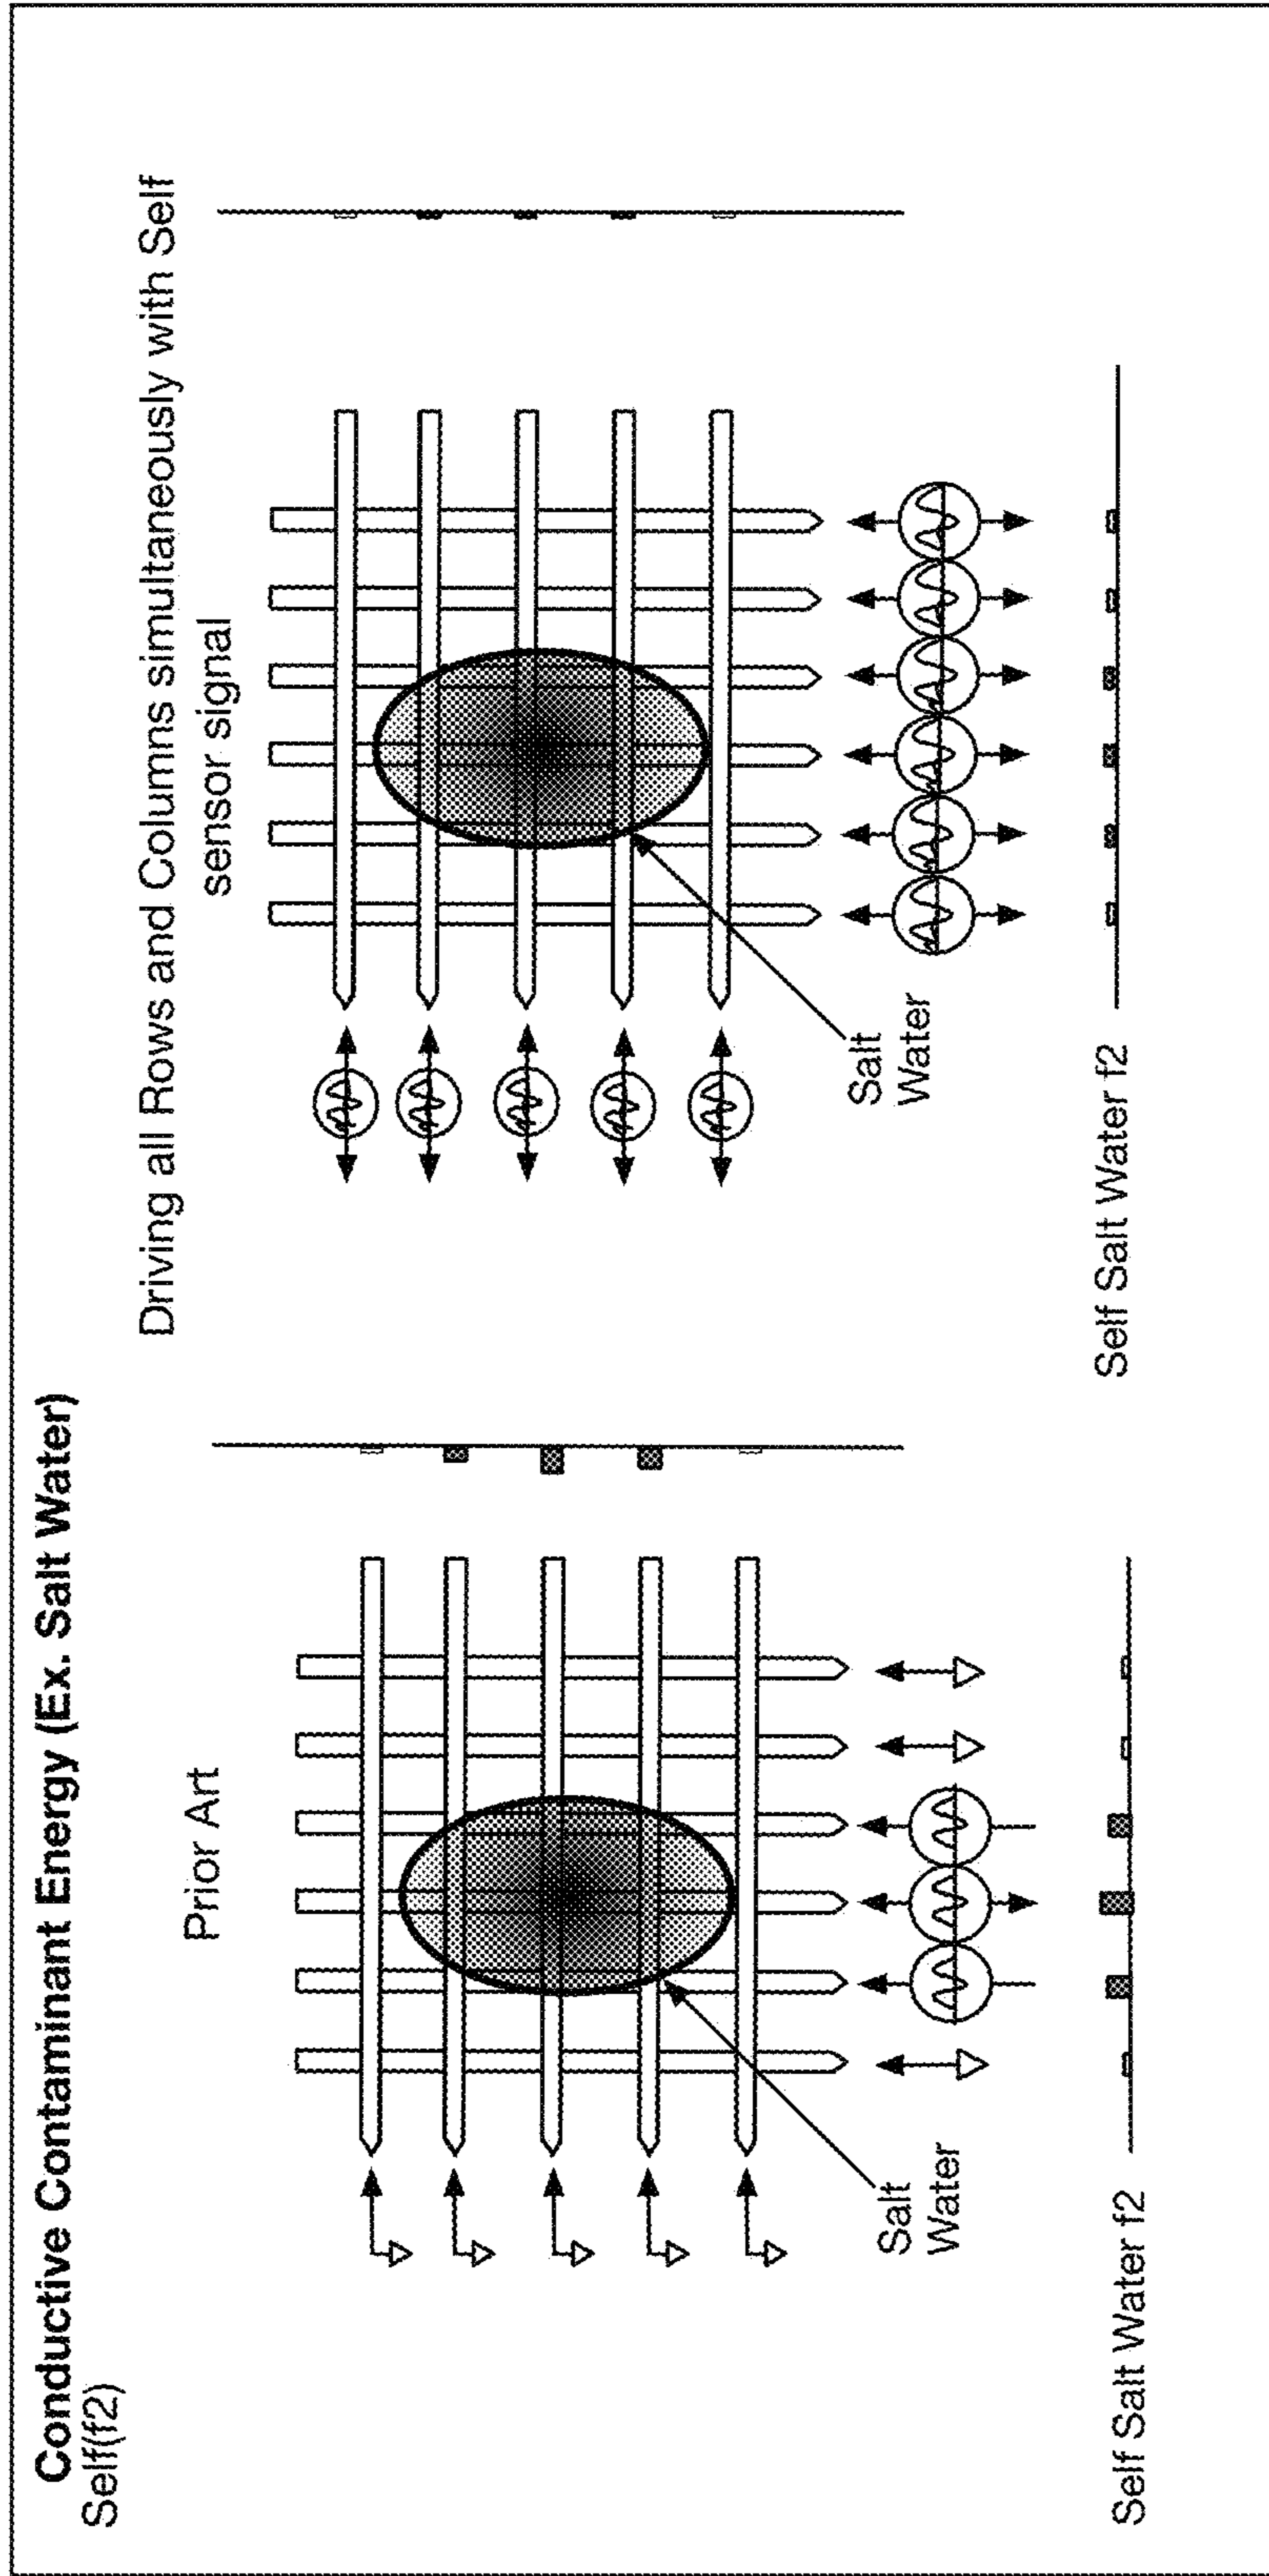 Conductive Contaminant Energy (Ex. Salt Water)
Self(f2)
Prior Art
Salt
Water
Self Salt Water f2
Driving all Rows and Columns simultaneously with Self
sensor signal
Salt
Water
Self Salt Water f2